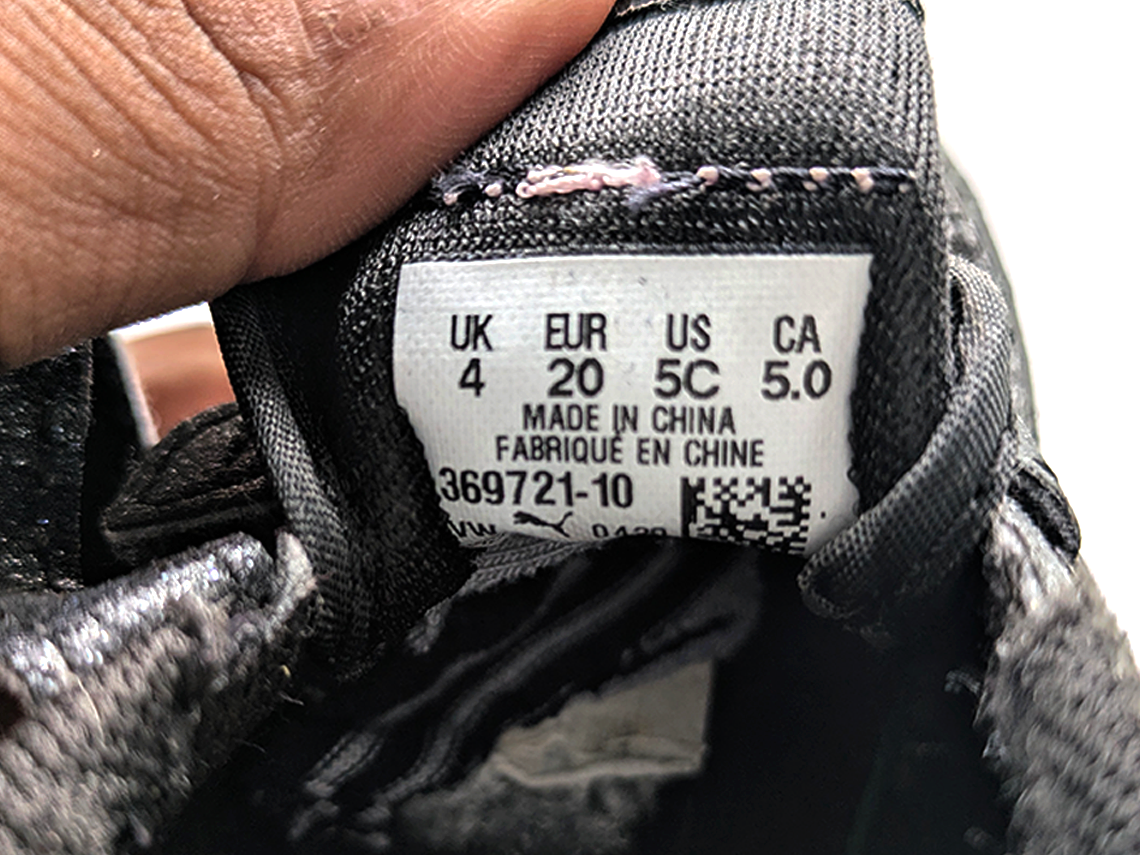 UK EUR US CA
4 20 5C 5.0
MADE IN CHINA
FABRIQUÉ EN CHINE
369721-10